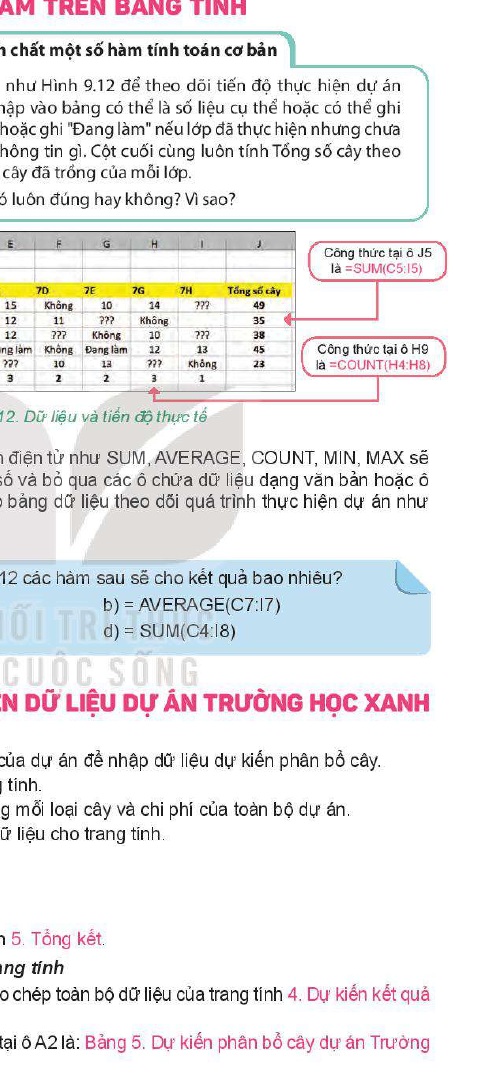 ÀM TRÊN BẢNG TÍNH
n chất một số hàm tính toán cơ bản
như Hình 9.12 để theo dõi tiến độ thực hiện dự án
hập vào bảng có thể là số liệu cụ thể hoặc có thể ghi
hoặc ghi "Đang làm" nếu lớp đã thực hiện nhưng chưa
hông tin gì. Cột cuối cùng luôn tính Tổng số cây theo
cây đã trồng của mỗi lớp.
ó luôn đúng hay không? Vì sao?
E F G H I J
7D 7E 7G 7H Tổng số cây
15 Không 10 14 ??? 49
12 11 ??? Không 35
12 ??? Không 10 ??? 38
ng làm Không Đang làm 12 13 45
??? 10 13 ??? Không 23
3 2 2 3 1
Công thức tại ô J5
là =SUM(C5:I5)
Công thức tại ô H9
là =COUNT(H4:H8)
12. Dữ liệu và tiến độ thực tế
n điện tử như SUM, AVERAGE, COUNT, MIN, MAX sẽ
số và bỏ qua các ô chứa dữ liệu dạng văn bản hoặc ô
bảng dữ liệu theo dõi quá trình thực hiện dự án như
12 các hàm sau sẽ cho kết quả bao nhiêu?
b) = AVERAGE(C7:I7)
d) = SUM(C4:I8)
NỐI TRI THỨC
CUỘC SỐNG
ỆN DỮ LIỆU DỰ ÁN TRƯỜNG HỌC XANH
của dự án để nhập dữ liệu dự kiến phân bổ cây.
tính.
g mỗi loại cây và chi phí của toàn bộ dự án.
ữ liệu cho trang tính.
n 5. Tổng kết.
ang tính
o chép toàn bộ dữ liệu của trang tính 4. Dự kiến kết quả
tại ô A2 là: Bảng 5. Dự kiến phân bổ cây dự án Trường